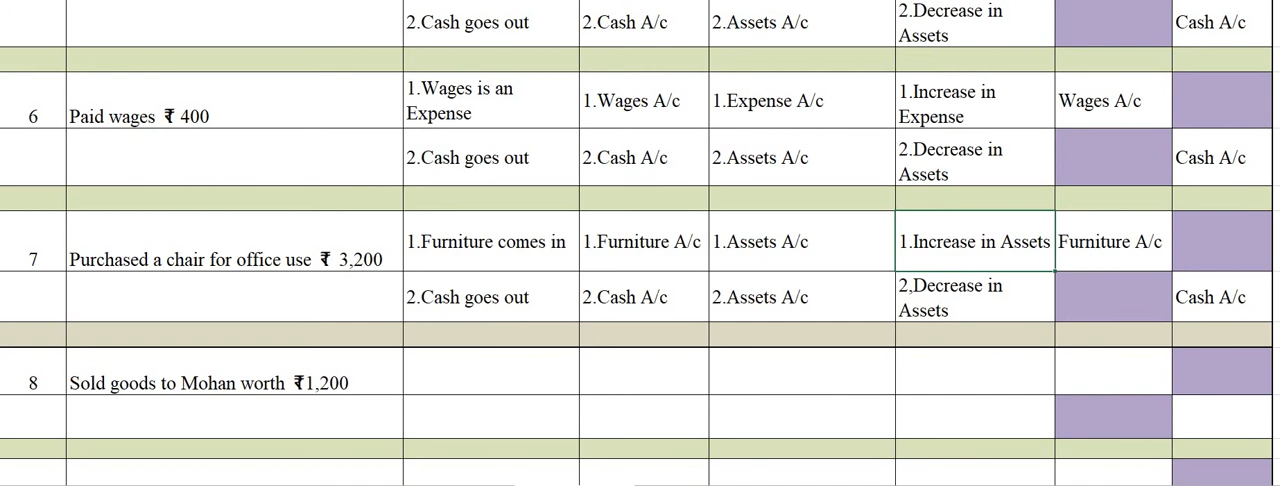 2.Cash goes out 2.Cash A/c 2.Assets A/c 2.Decrease in Assets Cash A/c
6 Paid wages ₹ 400 1.Wages is an Expense 1.Wages A/c 1.Expense A/c 1.Increase in Expense Wages A/c
2.Cash goes out 2.Cash A/c 2.Assets A/c 2.Decrease in Assets Cash A/c
7 Purchased a chair for office use ₹ 3,200 1.Furniture comes in 1.Furniture A/c 1.Assets A/c 1.Increase in Assets Furniture A/c
2.Cash goes out 2.Cash A/c 2.Assets A/c 2,Decrease in Assets Cash A/c
8 Sold goods to Mohan worth ₹1,200